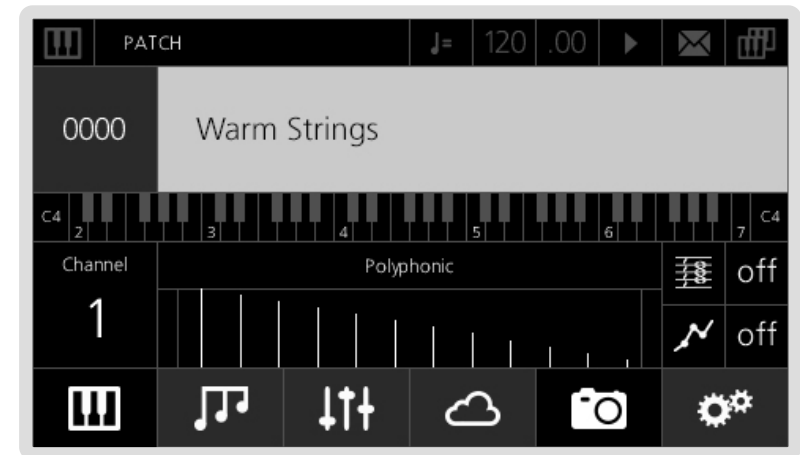 PATCH 120 .00
0000 Warm Strings
C4 2 3 4 5 6 7 C4
Channel Polyphonic
off
1
off